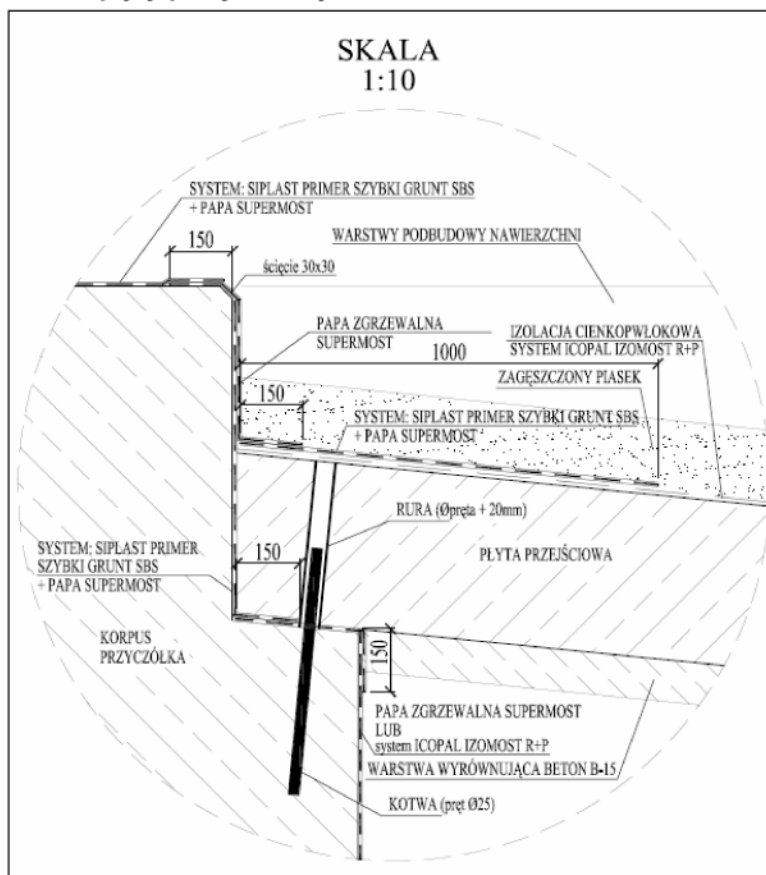 SKALA
1:10
SYSTEM: SIPLAST PRIMER SZYBKI GRUNT SBS
+ PAPA SUPERMOST
150
WARSTWY PODBUDOWY NAWIERZCHNI
ścięcie 30x30
PAPA ZGRZEWALNA
SUPERMOST
1000
IZOLACJA CIENKOPWŁOKOWA
SYSTEM ICOPAL IZOMOST R+P
ZAGĘSZCZONY PIASEK
150
SYSTEM: SIPLAST PRIMER SZYBKI GRUNT SBS
+ PAPA SUPERMOST
RURA (Øpręta + 20mm)
SYSTEM: SIPLAST PRIMER
SZYBKI GRUNT SBS
+ PAPA SUPERMOST
150
PŁYTA PRZEJŚCIOWA
KORPUS
PRZYCZÓŁKA
150
PAPA ZGRZEWALNA SUPERMOST
LUB
system ICOPAL IZOMOST R+P
WARSTWA WYRÓWNUJĄCA BETON B-15
KOTWA (pręt Ø25)